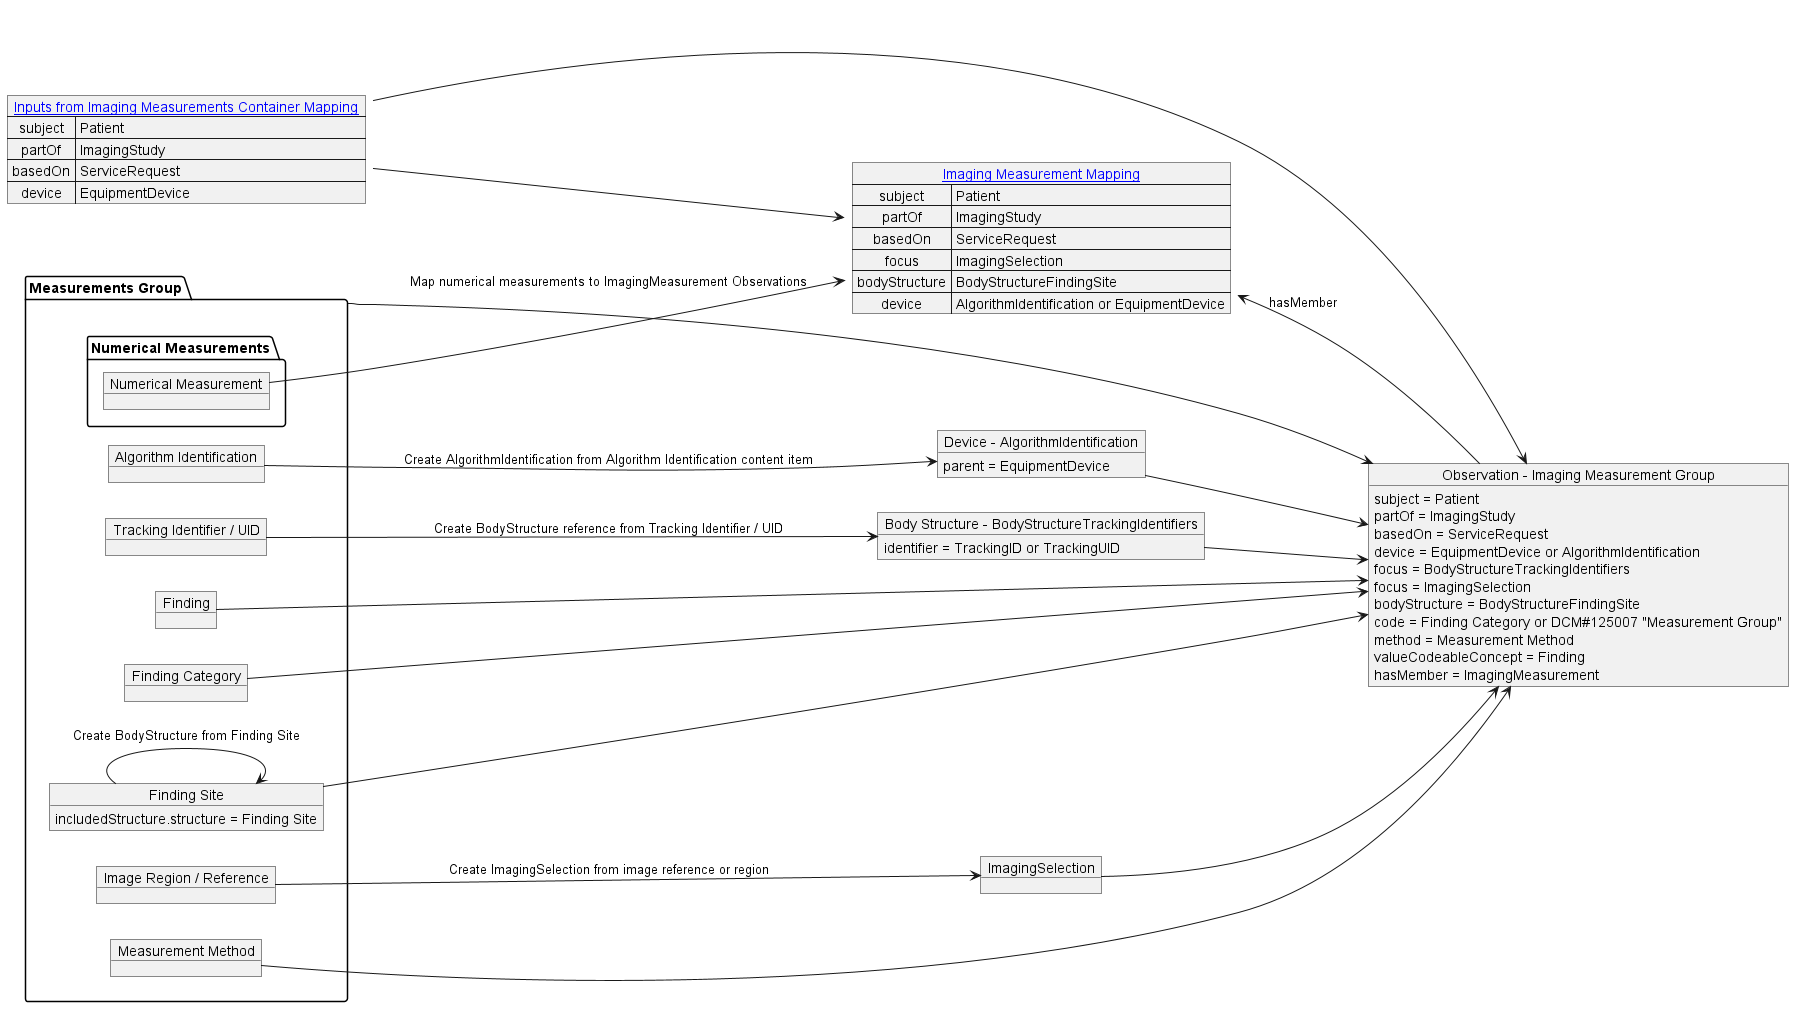 Inputs from Imaging Measurements Container Mapping
subject Patient
partOf ImagingStudy
basedOn ServiceRequest
device EquipmentDevice
Imaging Measurement Mapping
subject Patient
partOf ImagingStudy
basedOn ServiceRequest
focus ImagingSelection
bodyStructure BodyStructureFindingSite
device AlgorithmIdentification or EquipmentDevice
Map numerical measurements to ImagingMeasurement Observations
hasMember
Measurements Group
Numerical Measurements
Numerical Measurement
Algorithm Identification
Create AlgorithmIdentification from Algorithm Identification content item
Device - AlgorithmIdentification
parent = EquipmentDevice
Tracking Identifier / UID
Create BodyStructure reference from Tracking Identifier / UID
Body Structure - BodyStructureTrackingIdentifiers
identifier = TrackingID or TrackingUID
Observation - Imaging Measurement Group
subject = Patient
partOf = ImagingStudy
basedOn = ServiceRequest
device = EquipmentDevice or AlgorithmIdentification
focus = BodyStructureTrackingIdentifiers
focus = ImagingSelection
bodyStructure = BodyStructureFindingSite
code = Finding Category or DCM#125007 "Measurement Group"
method = Measurement Method
valueCodeableConcept = Finding
hasMember = ImagingMeasurement
Finding
Finding Category
Create BodyStructure from Finding Site
Finding Site
includedStructure.structure = Finding Site
Image Region / Reference
Create ImagingSelection from image reference or region
ImagingSelection
Measurement Method